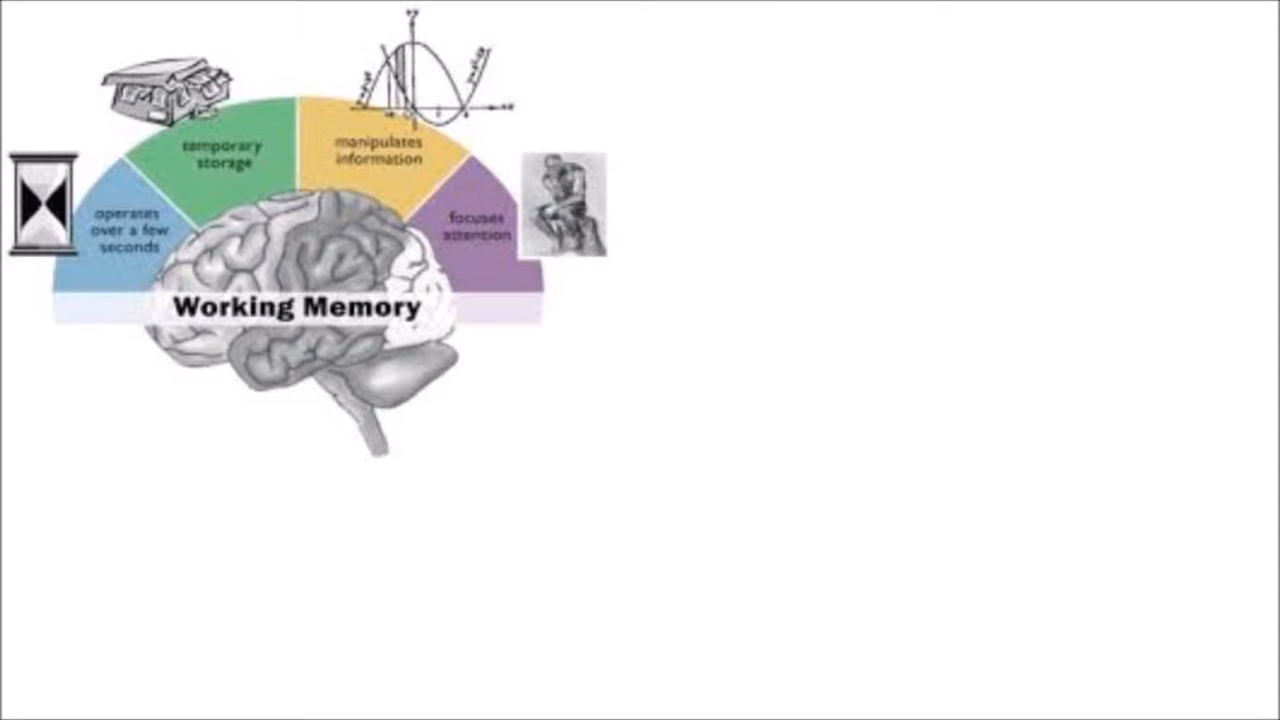 temporary
storage
manipulates
information
operates
over a few
seconds
focuses
attention
Working Memory